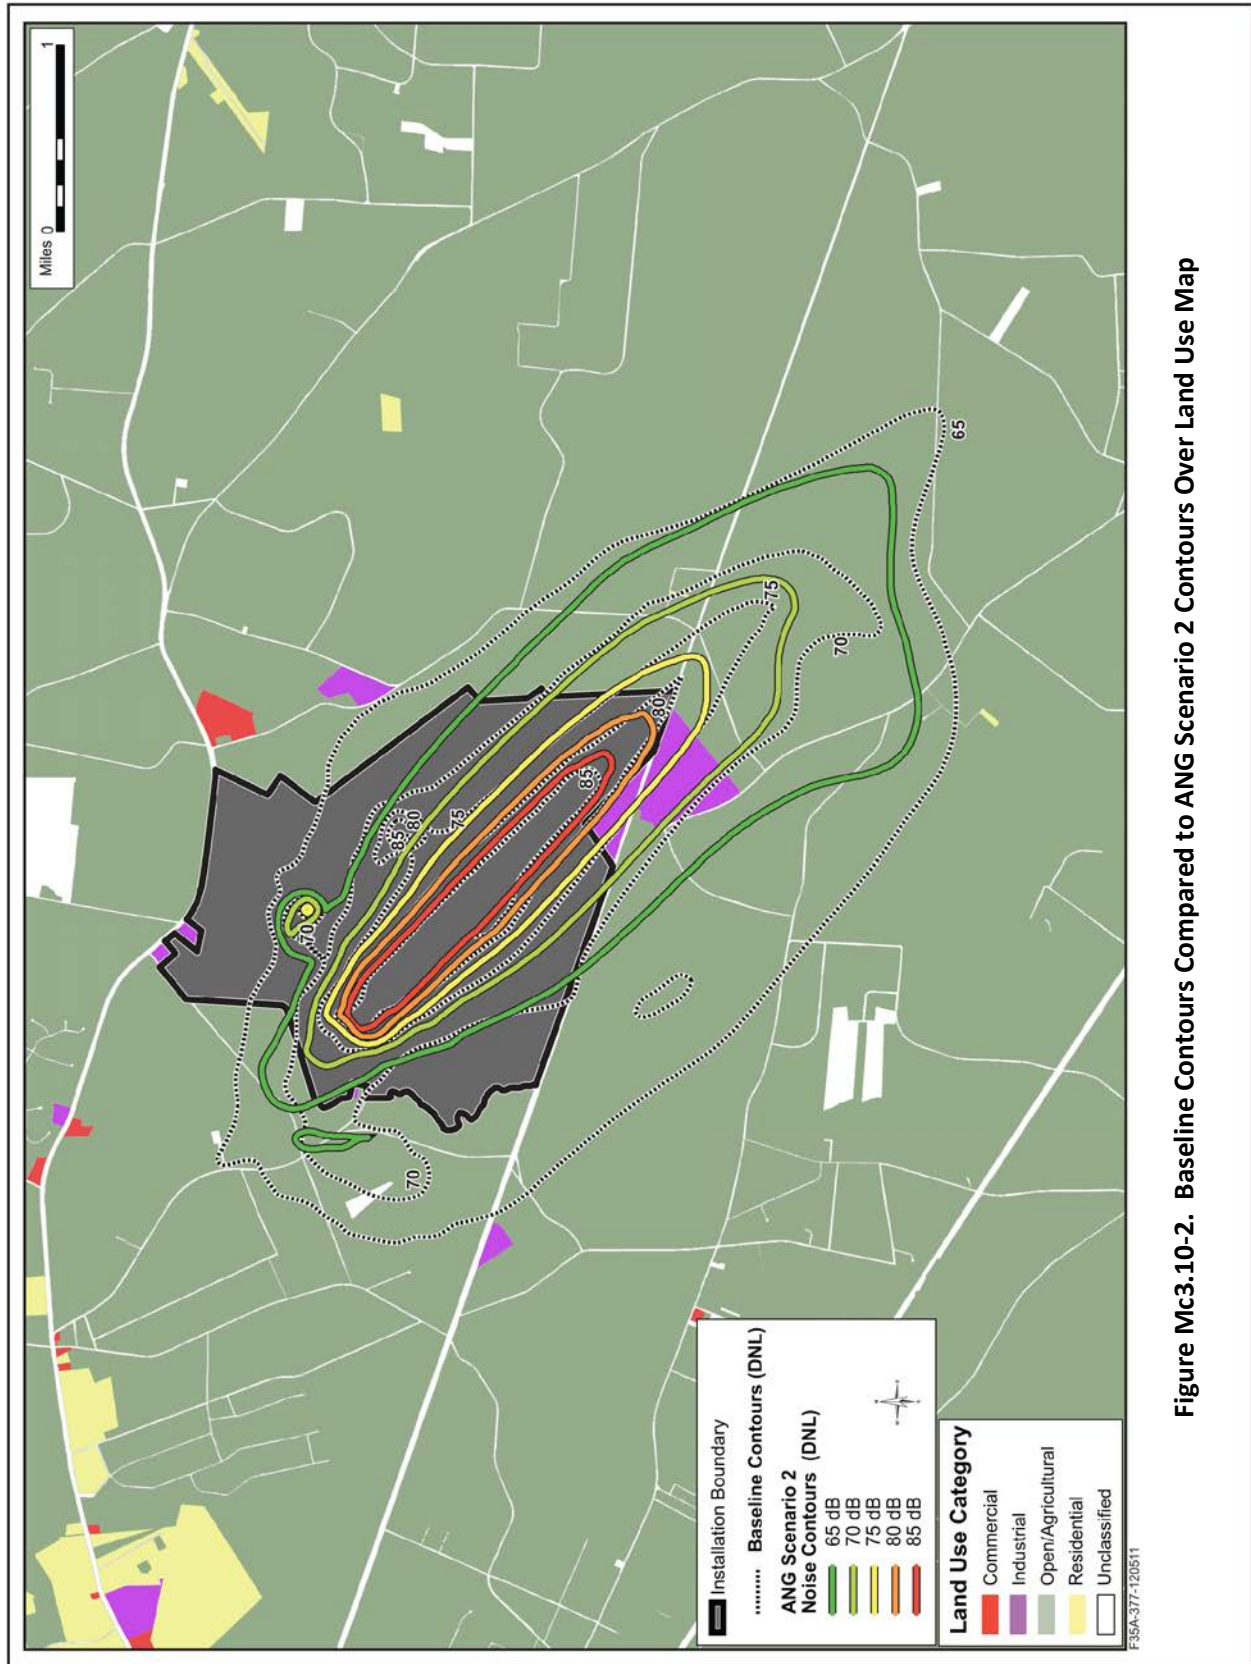 Miles 0
1
65
75
70
80
85
85
80
75
70
70
Installation Boundary
Baseline Contours (DNL)
ANG Scenario 2
Noise Contours (DNL)
65 dB
70 dB
75 dB
80 dB
85 dB
Land Use Category
Commercial
Industrial
Open/Agricultural
Residential
Unclassified
F35A-377-120511
Figure Mc3.10-2. Baseline Contours Compared to ANG Scenario 2 Contours Over Land Use Map